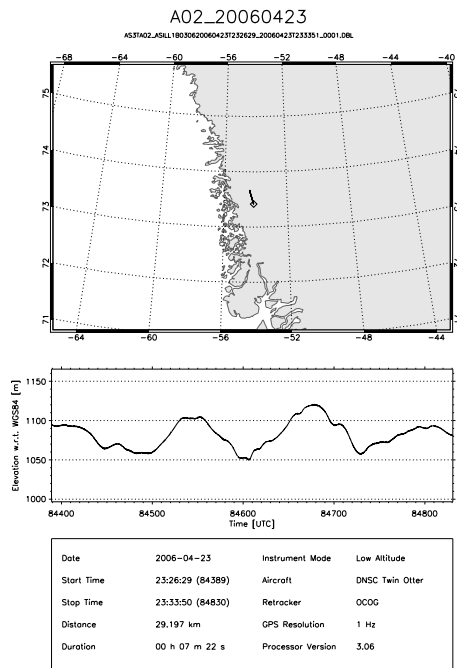 A02_20060423
AS3TA02_ASILL1B030620060423T232629_20060423T233351_0001.DBL
-68 -64 -60 -56 -52 -48 -44 -40
75
74
73
72
71
-64 -60 -56 -52 -48 -44
Elevation w.r.t. WGS84 [m]
1150
1100
1050
1000
84400 84500 84600 84700 84800
Time [UTC]
Date 2006-04-23 Instrument Mode Low Altitude
Start Time 23:26:29 (84389) Aircraft DNSC Twin Otter
Stop Time 23:33:50 (84830) Retracker OCOG
Distance 29.197 km GPS Resolution 1 Hz
Duration 00 h 07 m 22 s Processor Version 3.06